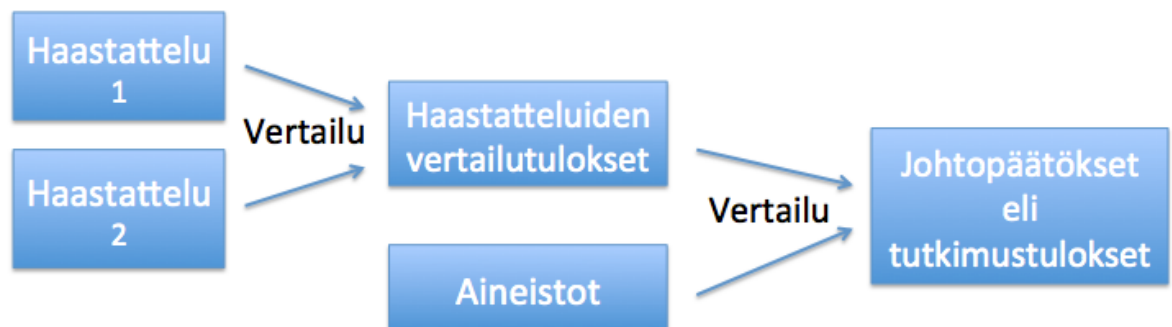 Haastattelu
1
Haastattelu
2
Vertailu
Haastatteluiden
vertailutulokset
Aineistot
Vertailu
Johtopäätökset
eli
tutkimustulokset